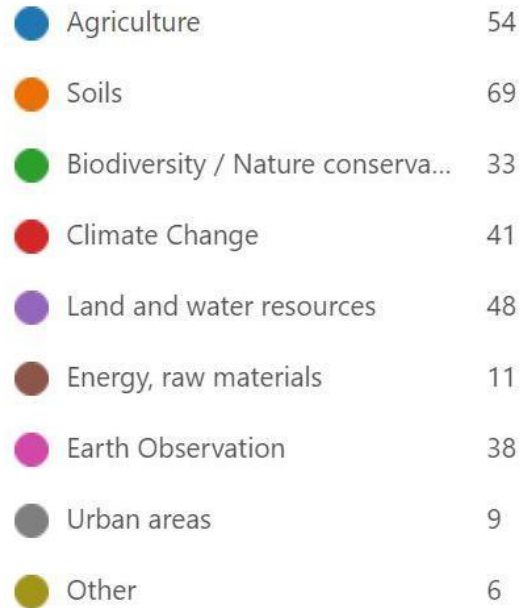 Agriculture 54
Soils 69
Biodiversity / Nature conserva... 33
Climate Change 41
Land and water resources 48
Energy, raw materials 11
Earth Observation 38
Urban areas 9
Other 6